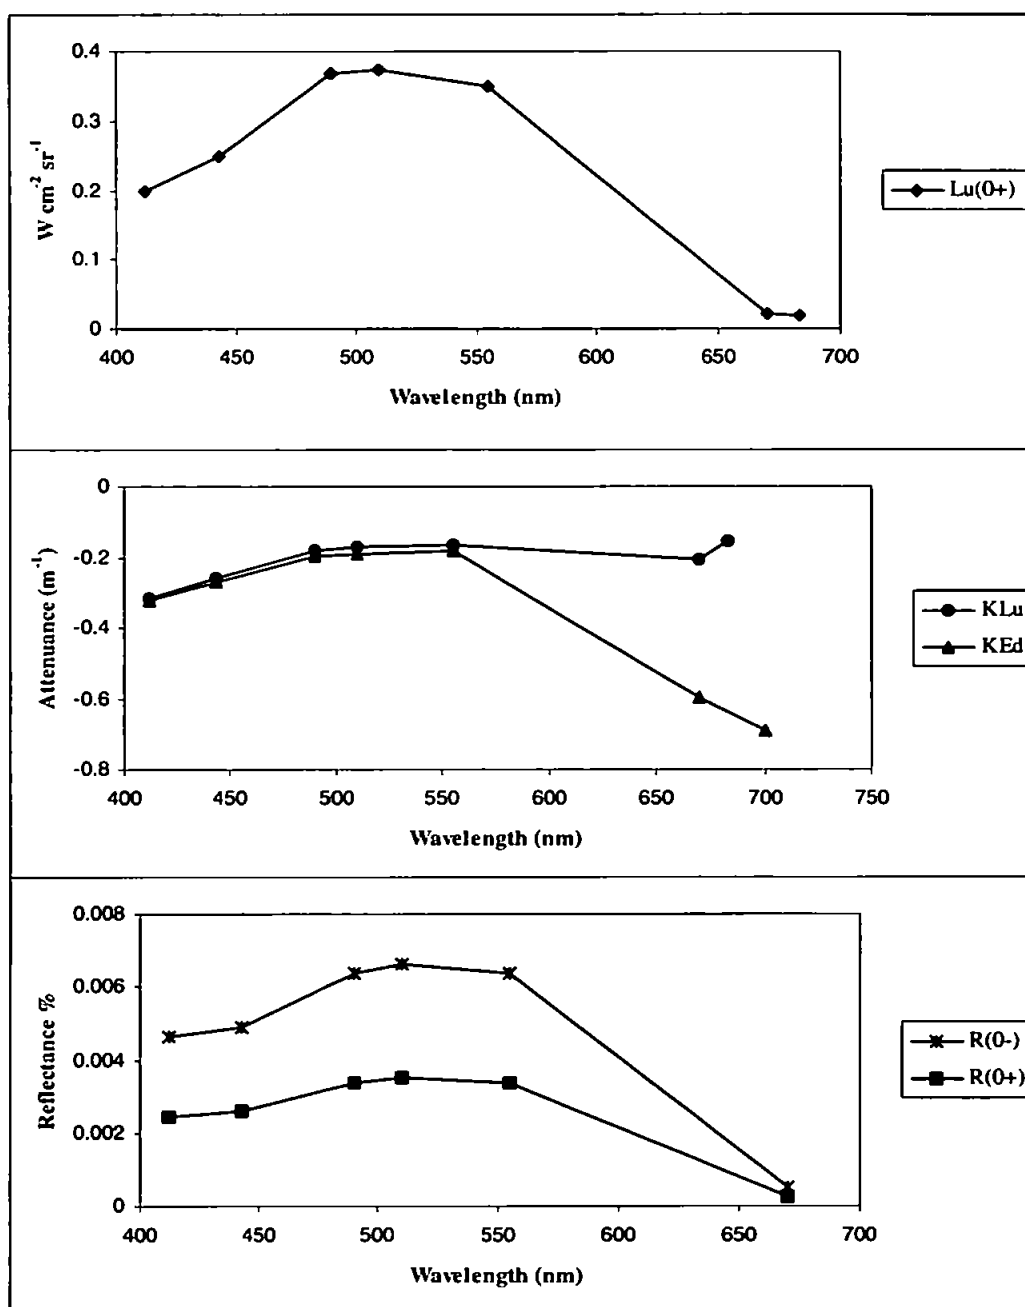 0.4
0.3
0.2
0.1
0
W cm-2 sr-1
400 450 500 550 600 650 700
Wavelength (nm)
Lu(0+)
0
-0.2
-0.4
-0.6
-0.8
Attenuance (m-1)
400 450 500 550 600 650 700 750
Wavelength (nm)
KLu
KEd
0.008
0.006
0.004
0.002
0
Reflectance %
400 450 500 550 600 650 700
Wavelength (nm)
R(0-)
R(0+)